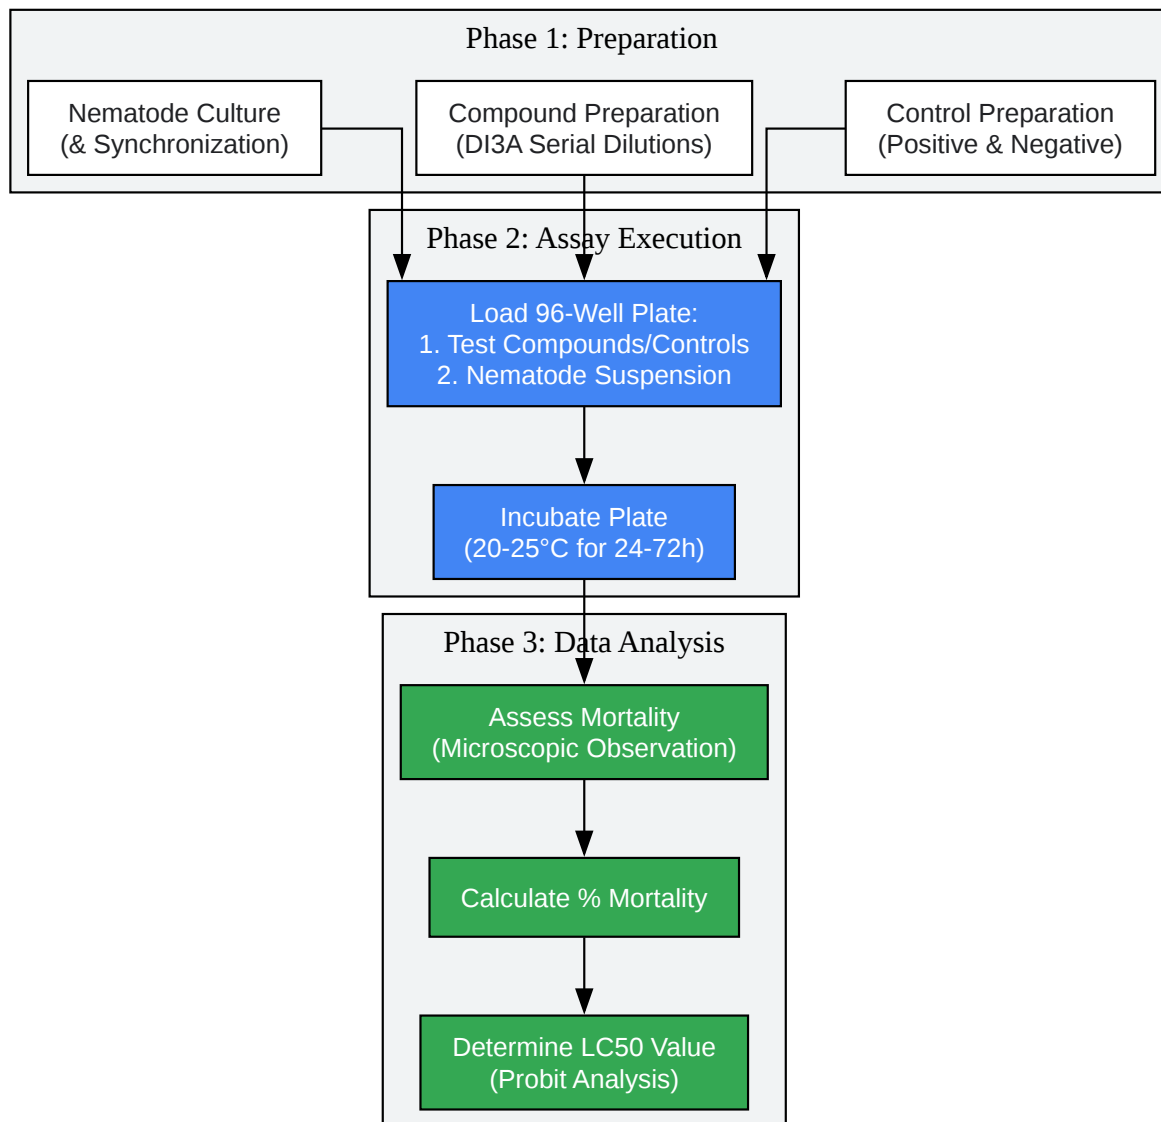 Phase 1: Preparation
Nematode Culture
(& Synchronization)
Compound Preparation
(DI3A Serial Dilutions)
Control Preparation
(Positive & Negative)
Phase 2: Assay Execution
Load 96-Well Plate:
1. Test Compounds/Controls
2. Nematode Suspension
Incubate Plate
(20-25°C for 24-72h)
Phase 3: Data Analysis
Assess Mortality
(Microscopic Observation)
Calculate % Mortality
Determine LC50 Value
(Probit Analysis)